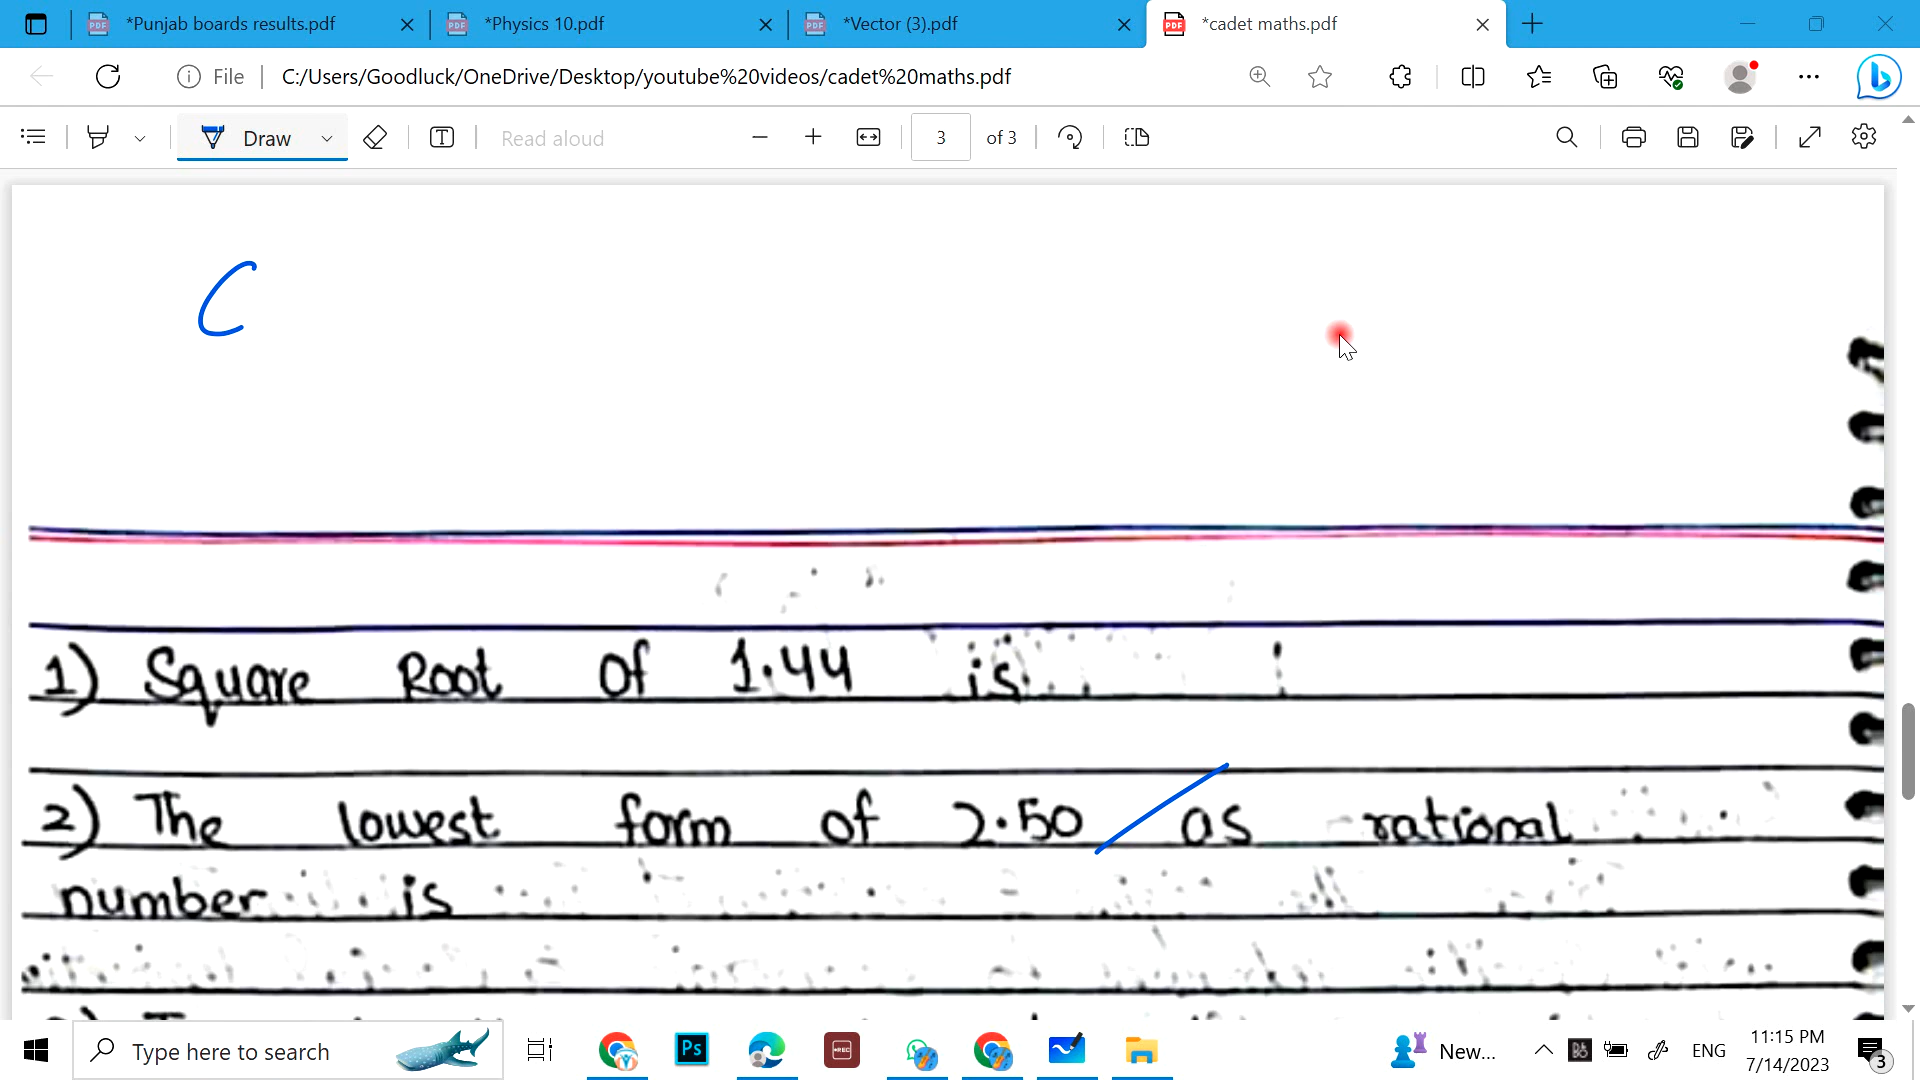 *Punjab boards results.pdf
*Physics 10.pdf
*Vector (3).pdf
*cadet maths.pdf
File
C:/Users/Goodluck/OneDrive/Desktop/youtube%20videos/cadet%20maths.pdf
Draw
Read aloud
3 of 3
C
1) Square Root of 1.44 is
2) The lowest form of 2.50 as rational
number is
Type here to search
Ps
REC
New...
ENG
11:15 PM
7/14/2023
3